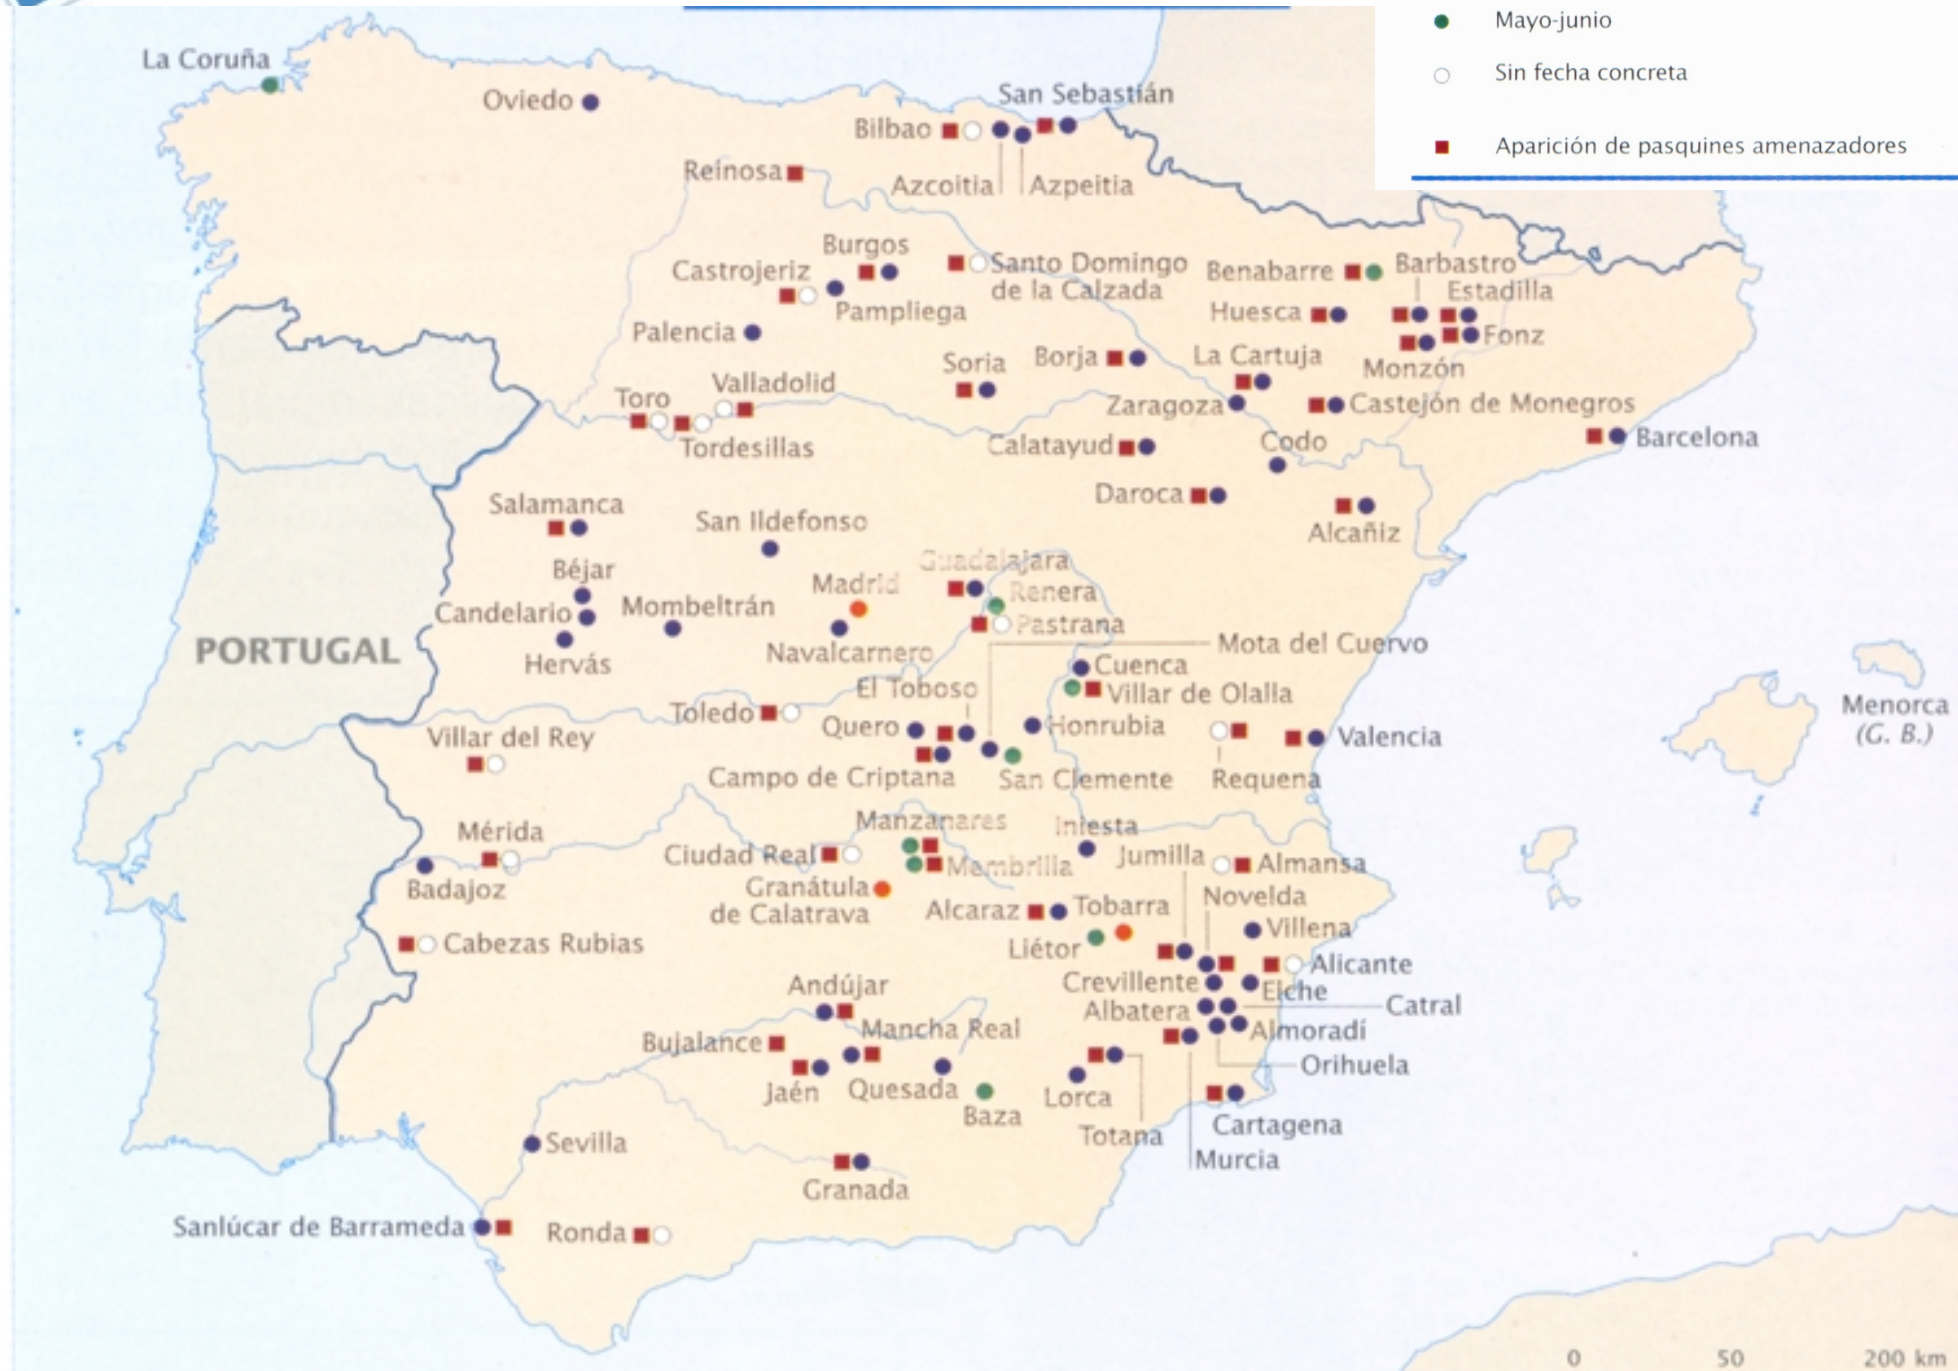 Mayo-junio
Sin fecha concreta
Aparición de pasquines amenazadores
La Coruña
Oviedo
San Sebastián
Bilbao
Reinosa
Azcoitia
Azpeitia
Burgos
Castrojeriz
Santo Domingo
de la Calzada
Benabarre
Barbastro
Estadilla
Pampliega
Huesca
Palencia
Fonz
Soria
Borja
La Cartuja
Monzón
Toro
Valladolid
Zaragoza
Castejón de Monegros
Tordesillas
Calatayud
Codo
Barcelona
Daroca
Salamanca
San Ildefonso
Alcañiz
Béjar
Guadalajara
Madrid
Renera
Candelario
Mombeltrán
Pastrana
PORTUGAL
Hervás
Navalcarnero
Mota del Cuervo
Cuenca
El Toboso
Villar de Olalla
Menorca
(G. B.)
Toledo
Quero
Honrubia
Villar del Rey
Valencia
Campo de Criptana
San Clemente
Requena
Mérida
Manzanares
Iniesta
Ciudad Real
Jumilla
Almansa
Membrilla
Badajoz
Granátula
de Calatrava
Novelda
Alcaraz
Tobarra
Villena
Cabezas Rubias
Liétor
Alicante
Andújar
Crevillente
Elche
Albatera
Catral
Mancha Real
Almoradí
Bujalance
Orihuela
Jaén
Quesada
Lorca
Baza
Totana
Cartagena
Sevilla
Murcia
Granada
Sanlúcar de Barrameda
Ronda
0 50 200 km